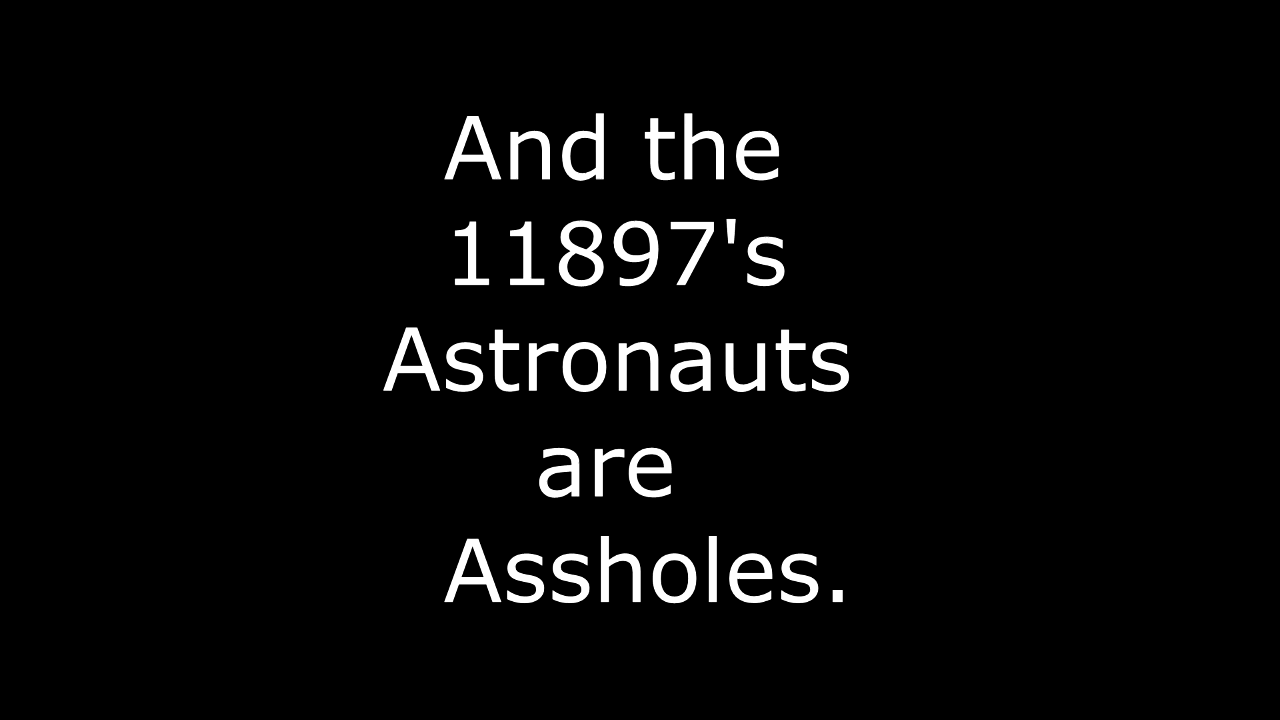 And the
11897's
Astronauts
are
Assholes.